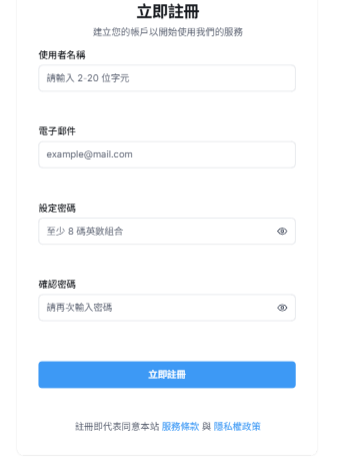 立即註冊
建立您的帳戶以開始使用我們的服務
使用者名稱
請輸入 2-20 位字元
電子郵件
example@mail.com
設定密碼
至少 8 碼英數組合
確認密碼
請再次輸入密碼
立即註冊
註冊即代表同意本站 服務條款 與 隱私權政策